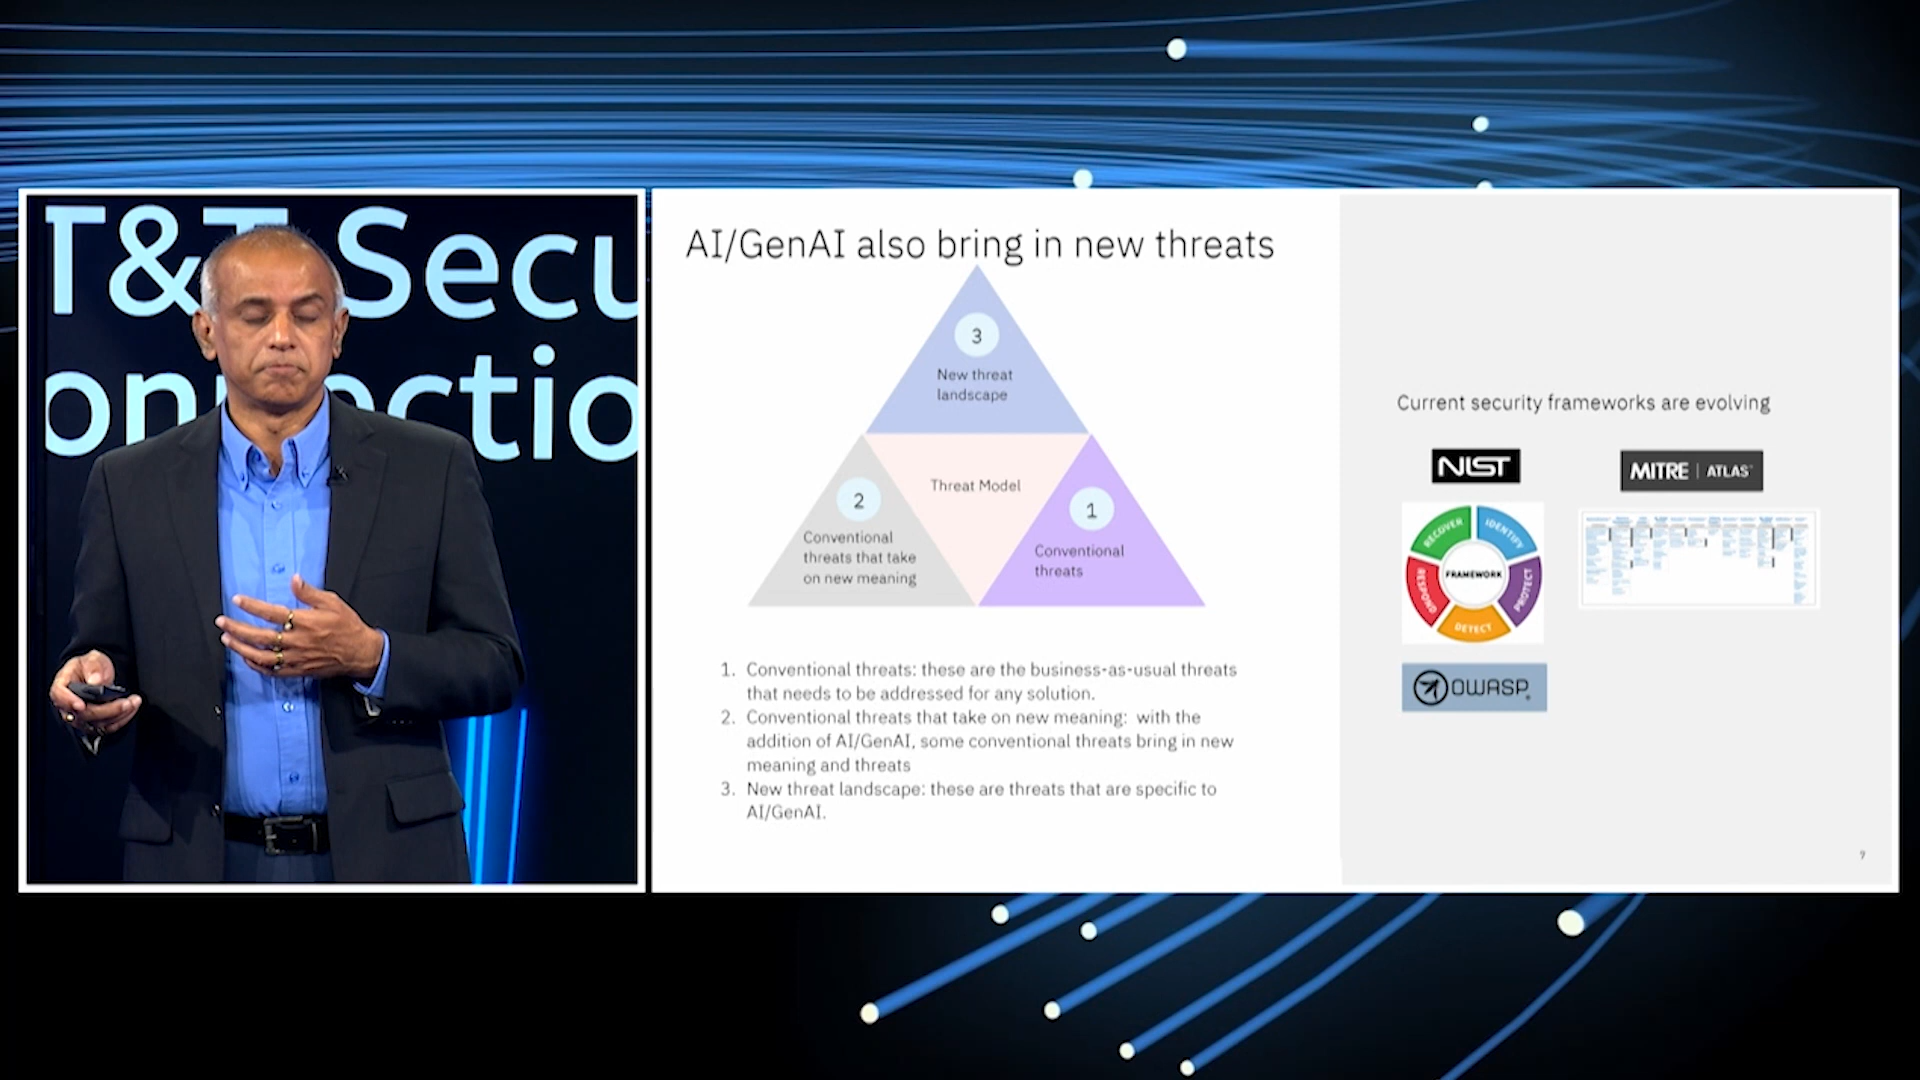 T&T Secu
onnectio
AI/GenAI also bring in new threats
3
New threat
landscape
Threat Model
2
Conventional
threats that take
on new meaning
1
Conventional
threats
1. Conventional threats: these are the business-as-usual threats
that needs to be addressed for any solution.
2. Conventional threats that take on new meaning: with the
addition of AI/GenAI, some conventional threats bring in new
meaning and threats
3. New threat landscape: these are threats that are specific to
AI/GenAI.
Current security frameworks are evolving
NIST
MITRE | ATLAS™
RECOVER
IDENTIFY
PROTECT
DETECT
RESPOND
FRAMEWORK
OWASP
9